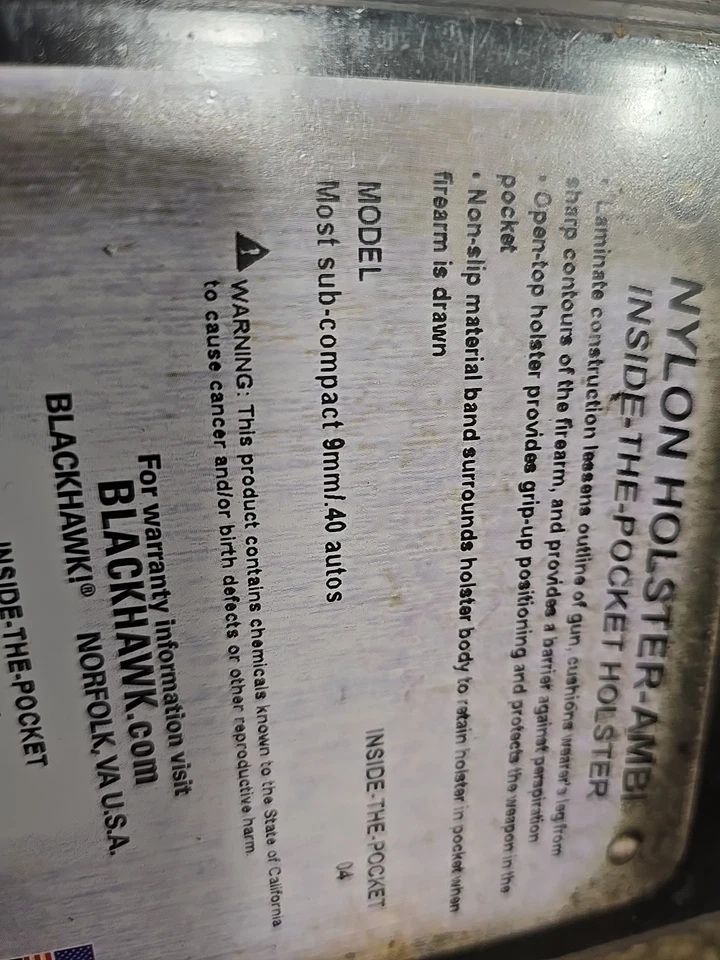 NYLON HOLSTER-AMBI
INSIDE-THE-POCKET HOLSTER
• Laminate construction lessens outline of gun, cushions wearer's leg from
sharp contours of the firearm, and provides a barrier against perspiration
• Open-top holster provides grip-up positioning and protects the weapon in the
pocket
• Non-slip material band surrounds holster body to retain holster in pocket when
firearm is drawn
MODEL INSIDE-THE-POCKET
Most sub-compact 9mm/.40 autos 04
WARNING: This product contains chemicals known to the State of California
to cause cancer and/or birth defects or other reproductive harm.
For warranty information visit
BLACKHAWK.com
BLACKHAWK!® NORFOLK, VA U.S.A.
INSIDE-THE-POCKET